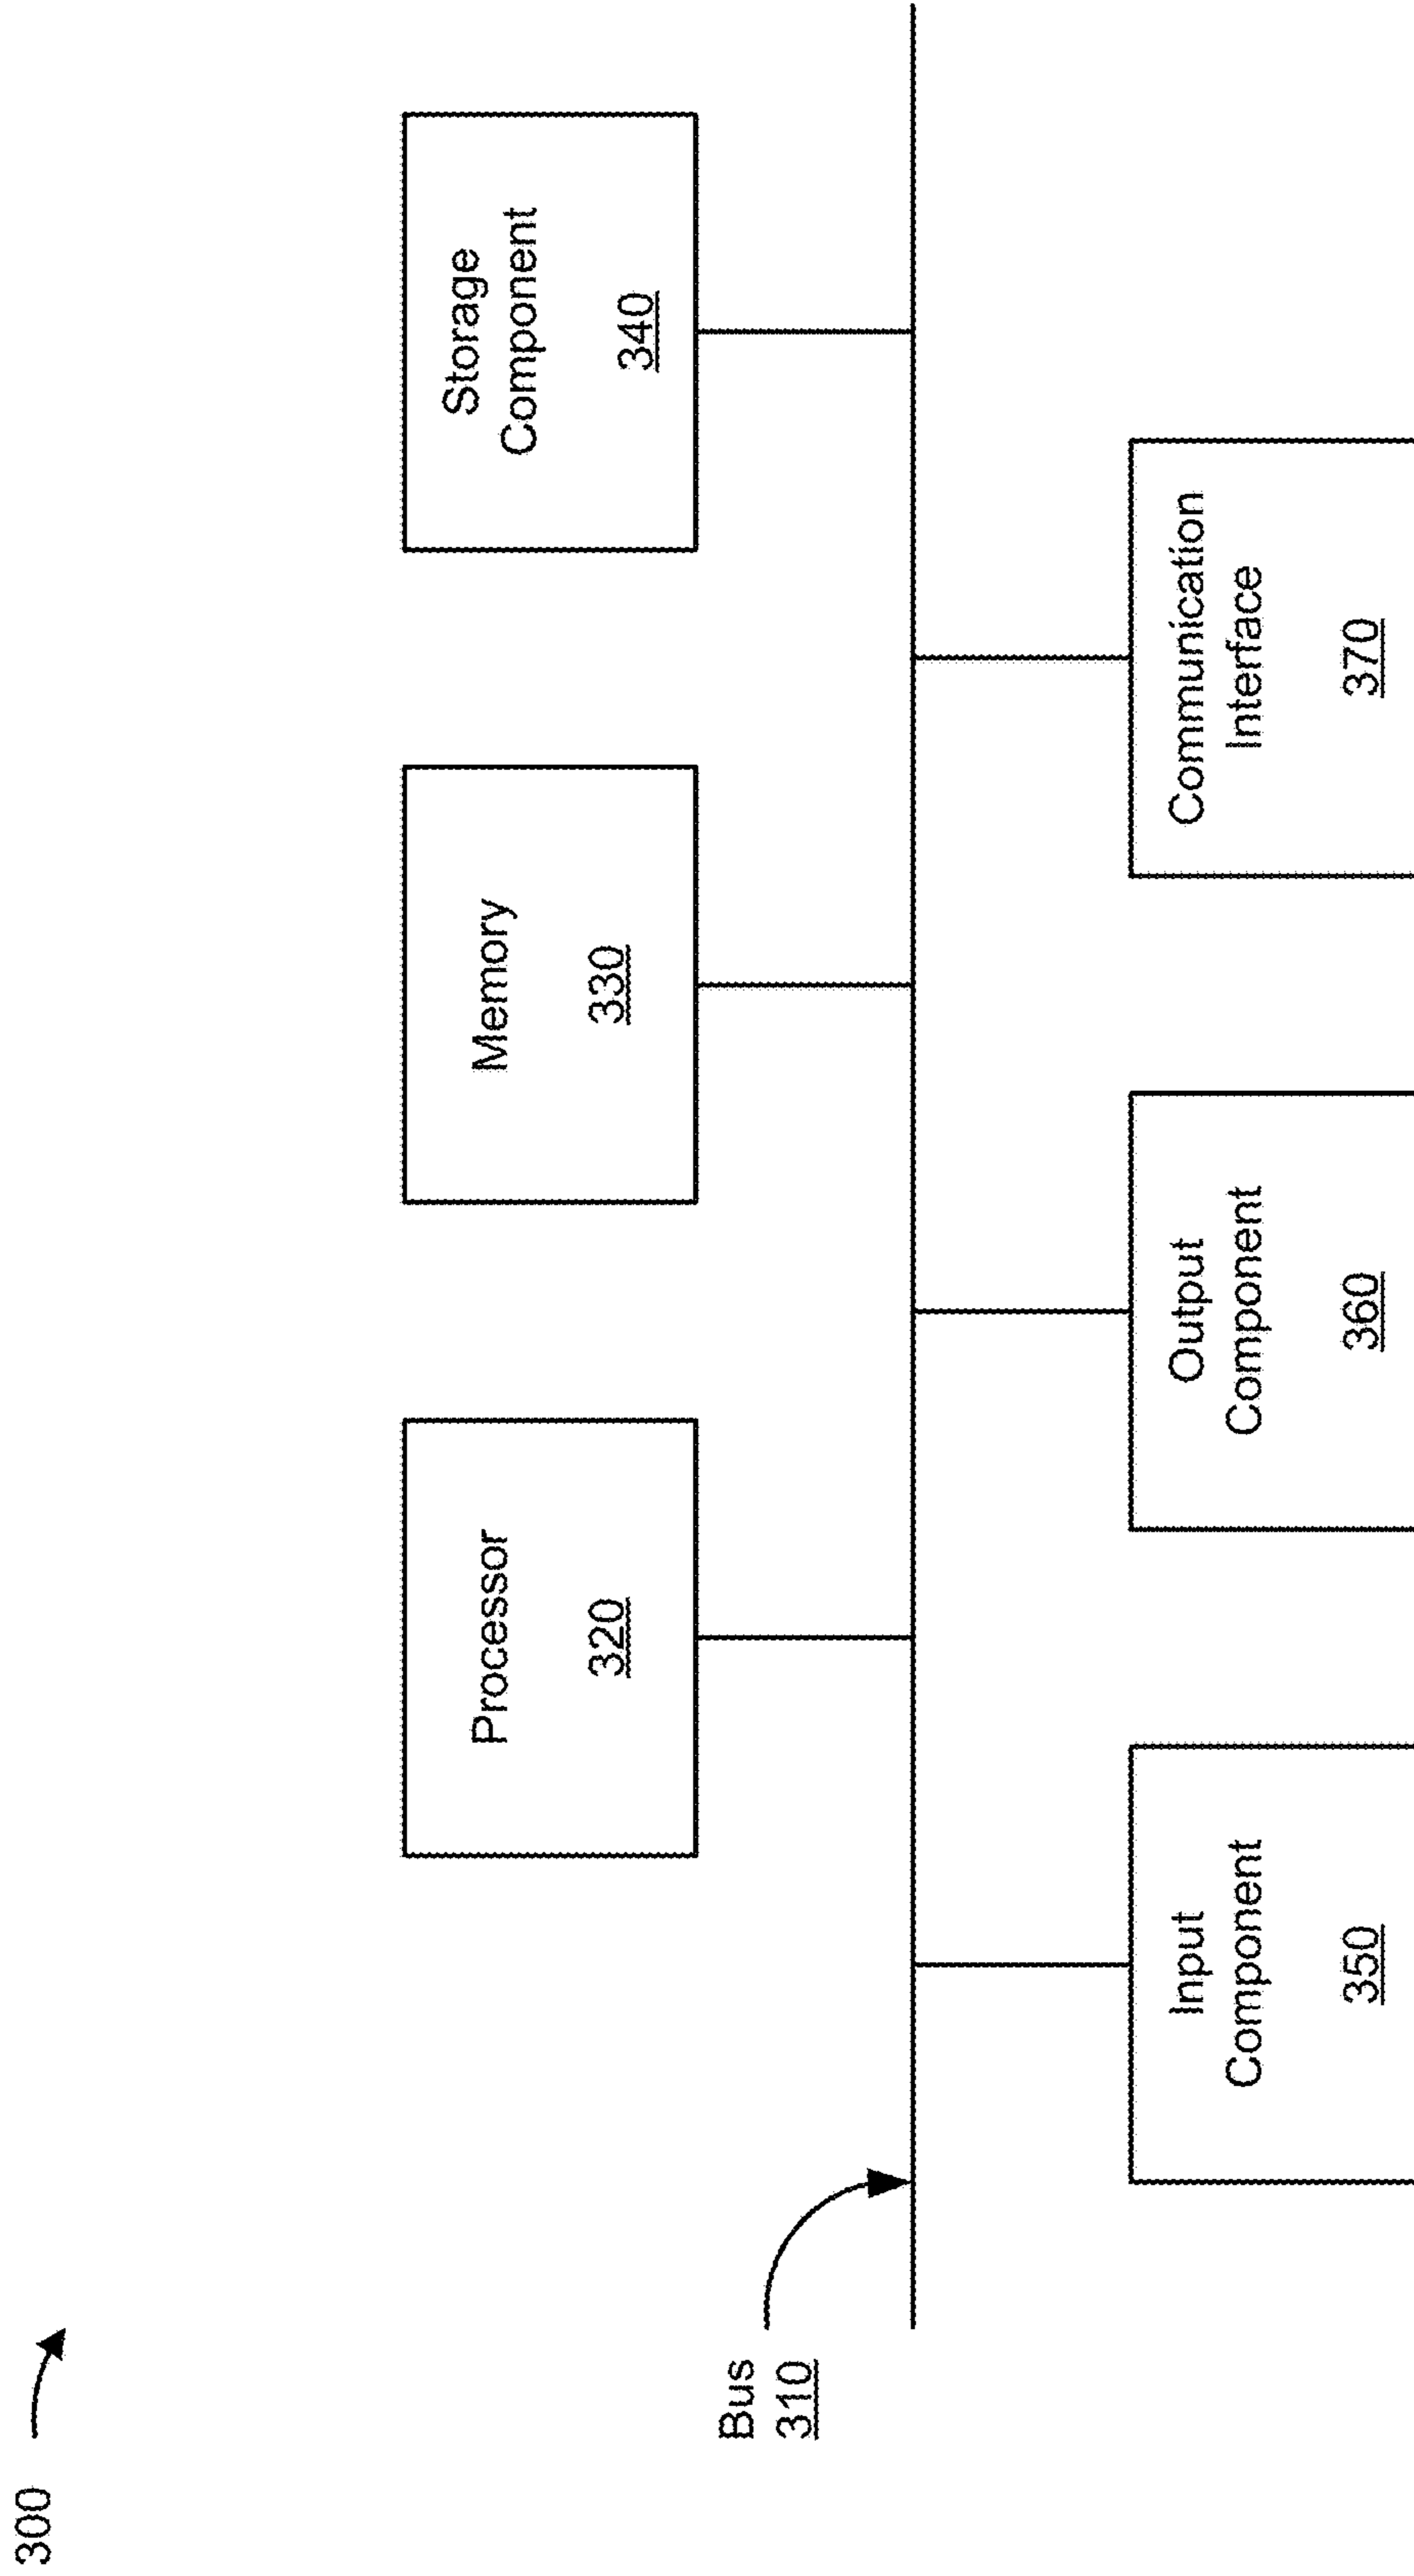 300
Processor
320
Memory
330
Storage
Component
340
Bus
310
Input
Component
350
Output
Component
360
Communication
Interface
370